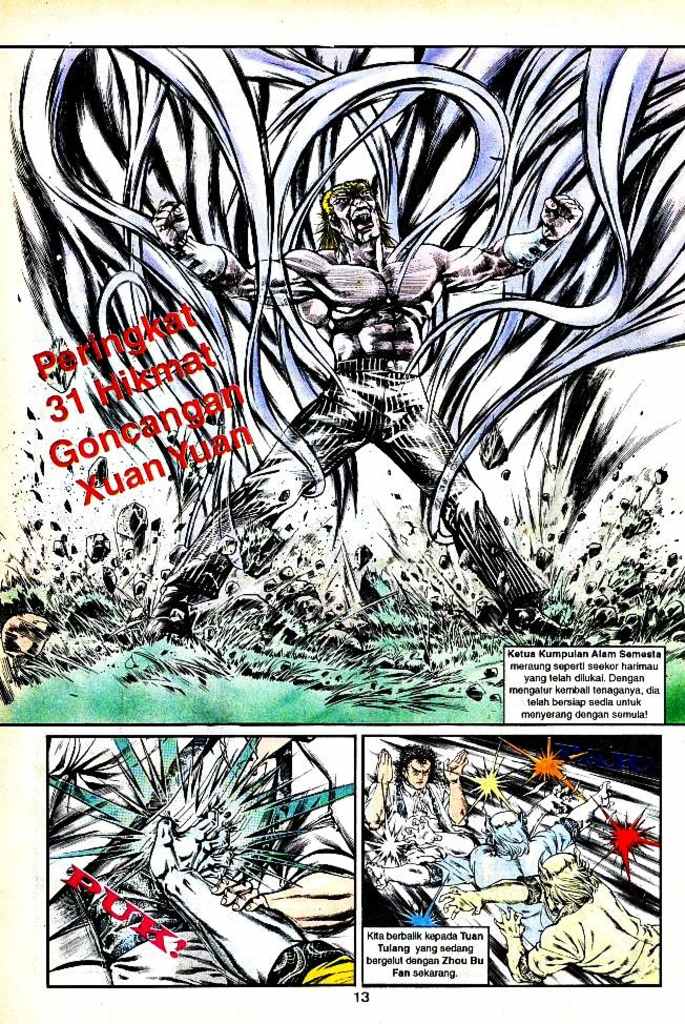 Peringkat
31 Hikmat
Goncangan
Xuan Yuan
Ketua Kumpulan Alam Semesta
meraung seperti seekor harimau
yang telah dilukai. Dengan
mengatur kembali tenaganya, dia
telah bersiap sedia untuk
menyerang dengan semula!
PUK!
PUK!
Kita berbalik kepada Tuan
Tulang yang sedang
bergelut dengan Zhou Bu
Fan sekarang.
13